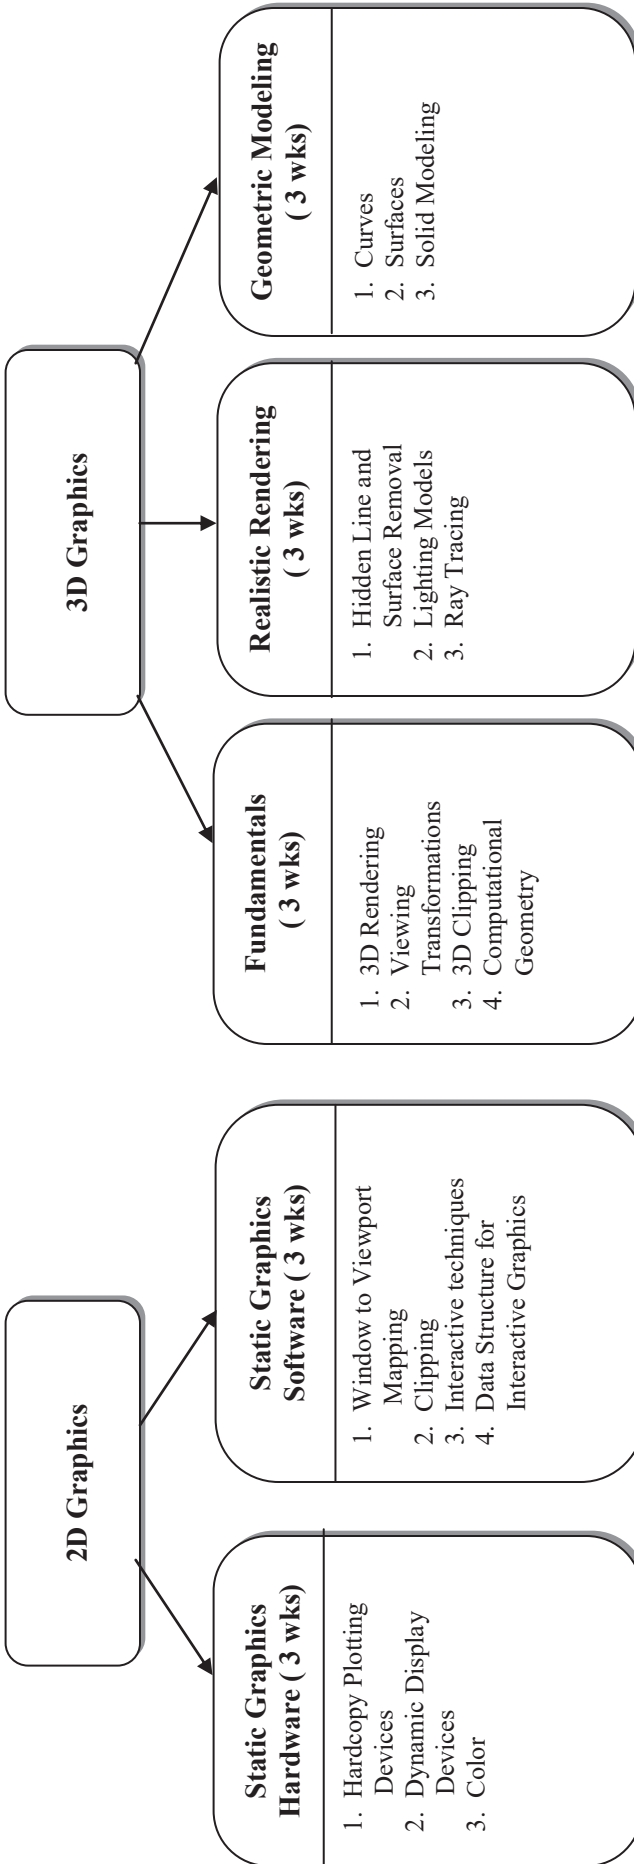 2D Graphics
Static Graphics
Hardware ( 3 wks)
1. Hardcopy Plotting
Devices
2. Dynamic Display
Devices
3. Color
Static Graphics
Software ( 3 wks)
1. Window to Viewport
Mapping
2. Clipping
3. Interactive techniques
4. Data Structure for
Interactive Graphics
3D Graphics
Fundamentals
( 3 wks)
1. 3D Rendering
2. Viewing
Transformations
3. 3D Clipping
4. Computational
Geometry
Realistic Rendering
( 3 wks)
1. Hidden Line and
Surface Removal
2. Lighting Models
3. Ray Tracing
Geometric Modeling
( 3 wks)
1. Curves
2. Surfaces
3. Solid Modeling